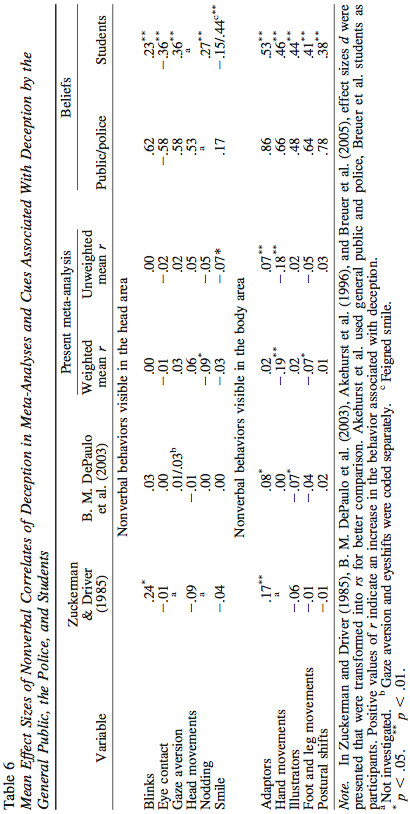 Table 6
Mean Effect Sizes of Nonverbal Correlates of Deception in Meta-Analyses and Cues Associated With Deception by the
General Public, the Police, and Students
Present meta-analysis Beliefs
Zuckerman & Driver (1985) B. M. DePaulo et al. (2003) Weighted mean r Unweighted mean r
Variable Public/police Students
Nonverbal behaviors visible in the head area
Blinks .24* .03 .00 .00 .62 .23**
Eye contact −.01 .00 −.01 −.02 −.58 −.36**
Gaze aversion a .01/.03b .03 .02 .58 .36**
Head movements −.09 −.01 .06 .05 .53 a
Nodding a .00 −.09* −.05 a .27**
Smile −.04 .00 −.03 −.07* .17 −.15/.44c**
Nonverbal behaviors visible in the body area
Adaptors .17** .08* .02 .07** .86 .53**
Hand movements a .00 −.19** −.18** .66 .46**
Illustrators −.06 −.07* .02 .02 .48 .44**
Foot and leg movements −.01 −.04 −.07* −.05 .64 .41**
Postural shifts −.01 .02 .01 .03 .78 .38**
Note. In Zuckerman and Driver (1985), B. M. DePaulo et al. (2003), Akehurst et al. (1996), and Breuer et al. (2005), effect sizes d were
presented that were transformed into rs for better comparison. Akehurst et al. used general public and police, Breuer et al. students as
participants. Positive values of r indicate an increase in the behavior associated with deception.
a Not investigated. b Gaze aversion and eyeshifts were coded separately. c Feigned smile.
* p < .05. ** p < .01.